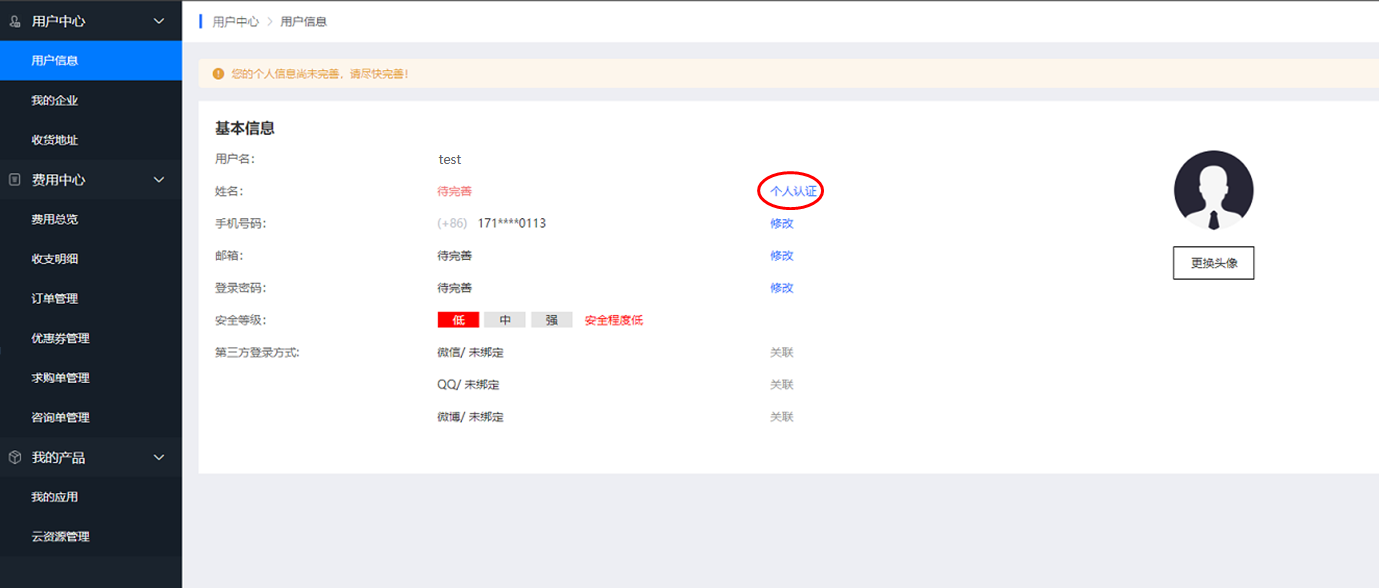 用户中心
用户信息
我的企业
收货地址
费用中心
费用总览
收支明细
订单管理
优惠券管理
求购单管理
咨询单管理
我的产品
我的应用
云资源管理
用户中心 > 用户信息
您的个人信息尚未完善，请尽快完善！
基本信息
用户名： test
姓名： 待完善 个人认证
手机号码： (+86) 171****0113 修改
邮箱： 待完善 修改
登录密码： 待完善 修改
安全等级： 低 中 强 安全程度低
第三方登录方式： 微信/ 未绑定 关联
QQ/ 未绑定 关联
微博/ 未绑定 关联
更换头像